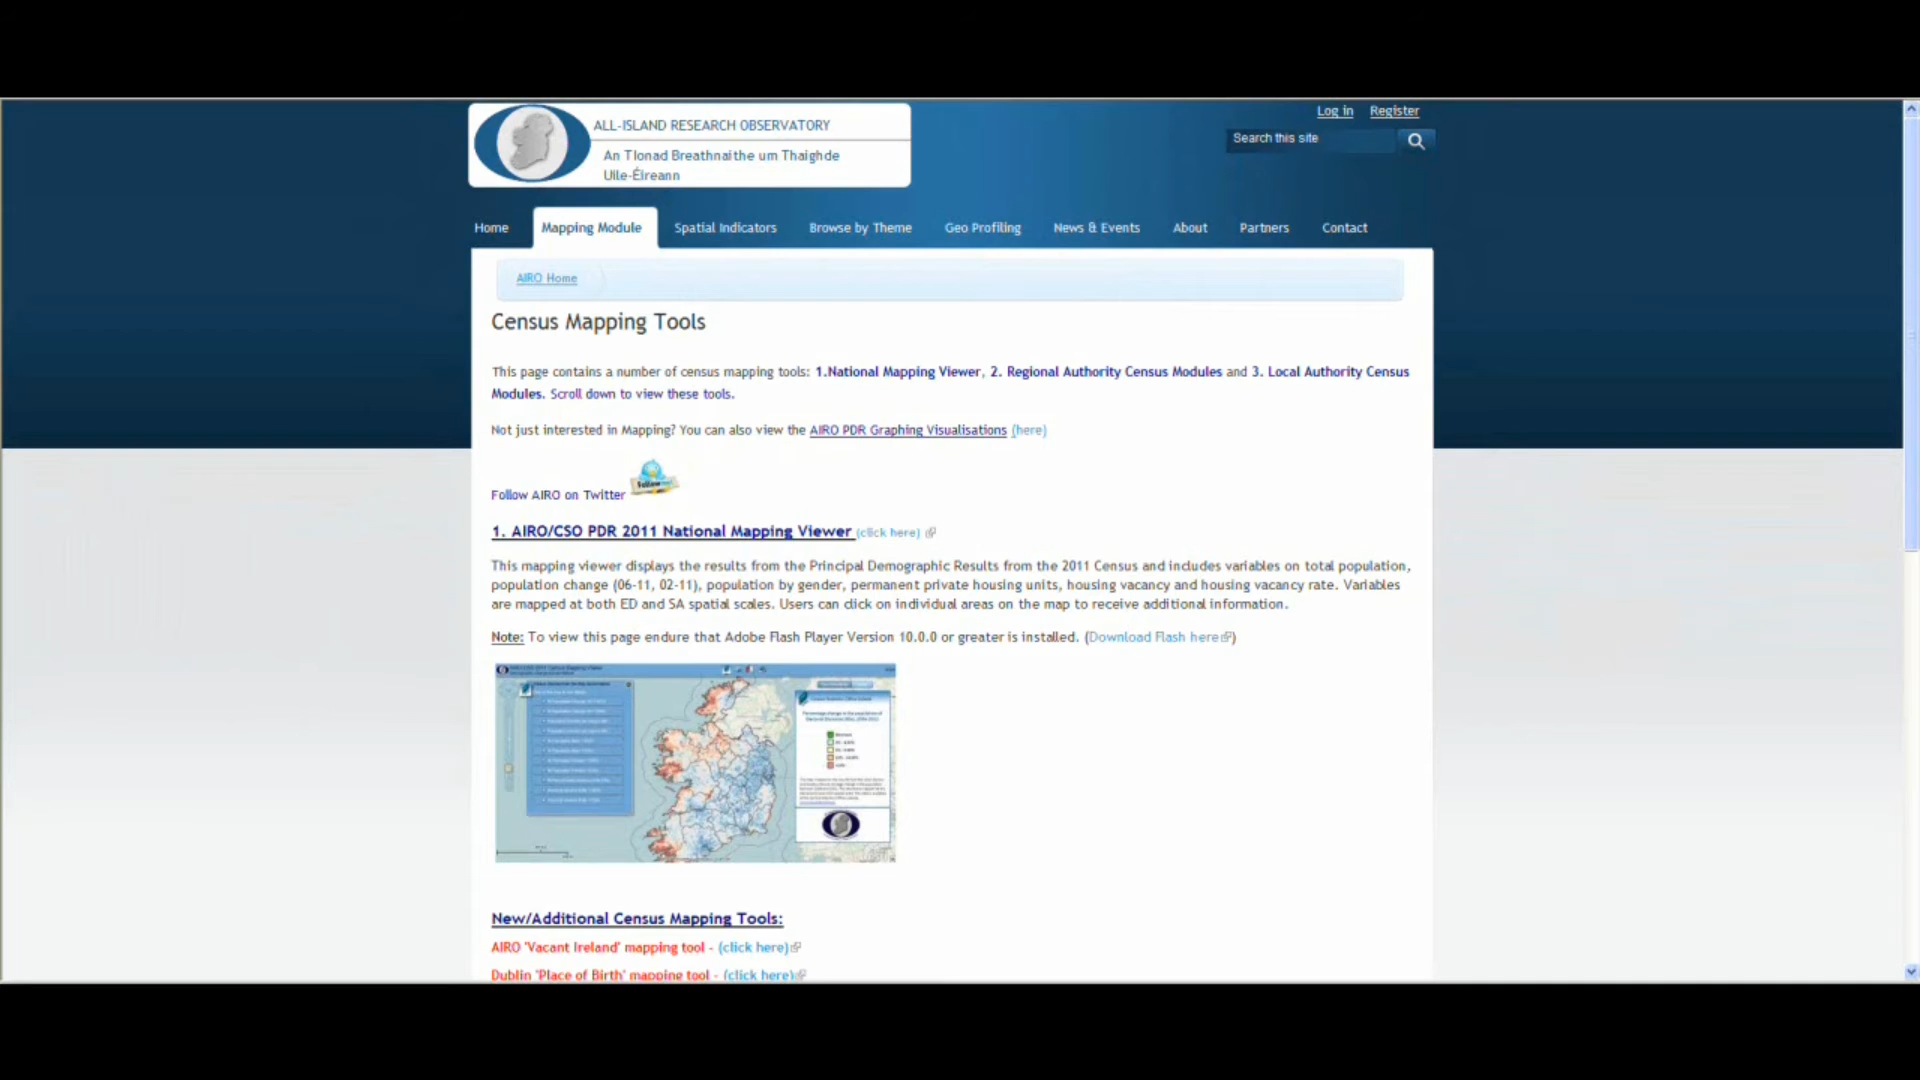 ALL-ISLAND RESEARCH OBSERVATORY
An Tlonad Breathnaithe um Thaighde
Uile-Éireann
Log in Register
Search this site
Home Mapping Module Spatial Indicators Browse by Theme Geo Profiling News & Events About Partners Contact
AIRO Home
Census Mapping Tools
This page contains a number of census mapping tools: 1.National Mapping Viewer, 2. Regional Authority Census Modules and 3. Local Authority Census
Modules. Scroll down to view these tools.
Not just interested in Mapping? You can also view the AIRO PDR Graphing Visualisations (here)
Follow AIRO on Twitter
1. AIRO/CSO PDR 2011 National Mapping Viewer (click here)
This mapping viewer displays the results from the Principal Demographic Results from the 2011 Census and includes variables on total population,
population change (06-11, 02-11), population by gender, permanent private housing units, housing vacancy and housing vacancy rate. Variables
are mapped at both ED and SA spatial scales. Users can click on individual areas on the map to receive additional information.
Note: To view this page endure that Adobe Flash Player Version 10.0.0 or greater is installed. (Download Flash here)
New/Additional Census Mapping Tools:
AIRO 'Vacant Ireland' mapping tool - (click here)
Dublin 'Place of Birth' mapping tool - (click here)